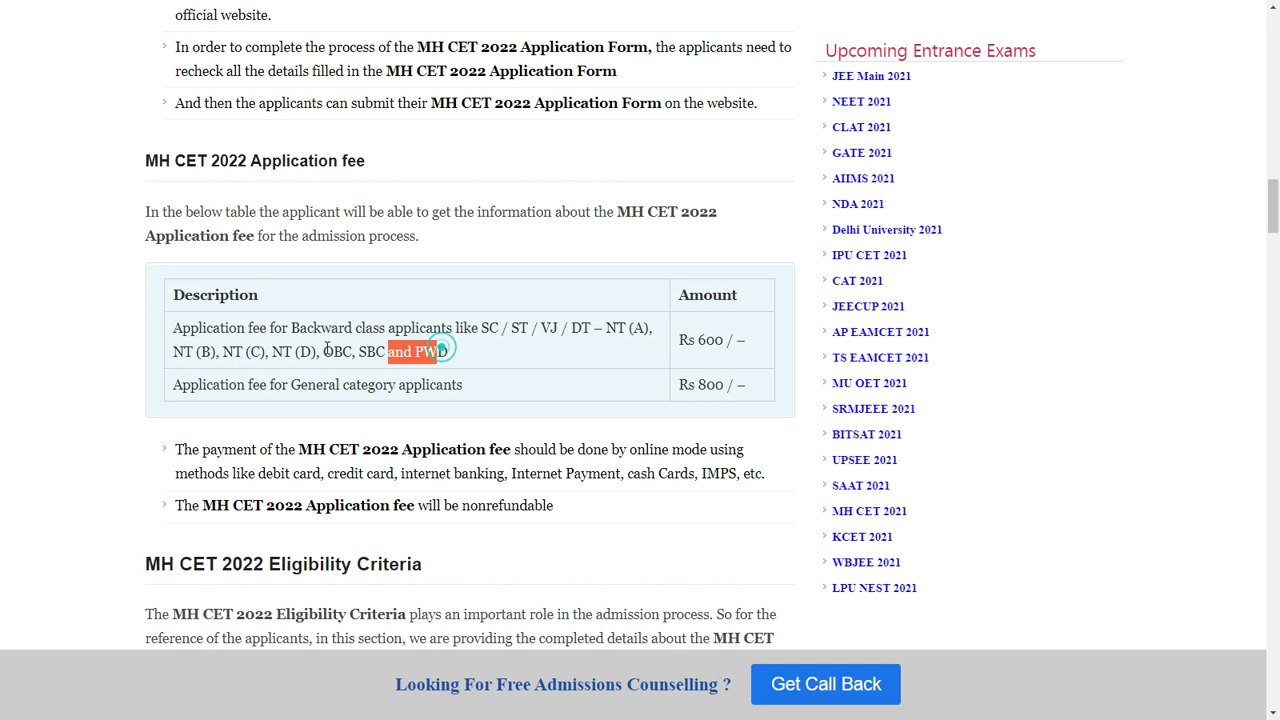 official website.
In order to complete the process of the MH CET 2022 Application Form, the applicants need to
recheck all the details filled in the MH CET 2022 Application Form
And then the applicants can submit their MH CET 2022 Application Form on the website.
MH CET 2022 Application fee
In the below table the applicant will be able to get the information about the MH CET 2022
Application fee for the admission process.
Description Amount
Application fee for Backward class applicants like SC / ST / VJ / DT – NT (A),
NT (B), NT (C), NT (D), OBC, SBC and PWD
Rs 600 / –
Application fee for General category applicants Rs 800 / –
The payment of the MH CET 2022 Application fee should be done by online mode using
methods like debit card, credit card, internet banking, Internet Payment, cash Cards, IMPS, etc.
The MH CET 2022 Application fee will be nonrefundable
MH CET 2022 Eligibility Criteria
The MH CET 2022 Eligibility Criteria plays an important role in the admission process. So for the
reference of the applicants, in this section, we are providing the completed details about the MH CET
Upcoming Entrance Exams
JEE Main 2021
NEET 2021
CLAT 2021
GATE 2021
AIIMS 2021
NDA 2021
Delhi University 2021
IPU CET 2021
CAT 2021
JEECUP 2021
AP EAMCET 2021
TS EAMCET 2021
MU OET 2021
SRMJEEE 2021
BITSAT 2021
UPSEE 2021
SAAT 2021
MH CET 2021
KCET 2021
WBJEE 2021
LPU NEST 2021
Looking For Free Admissions Counselling ? Get Call Back